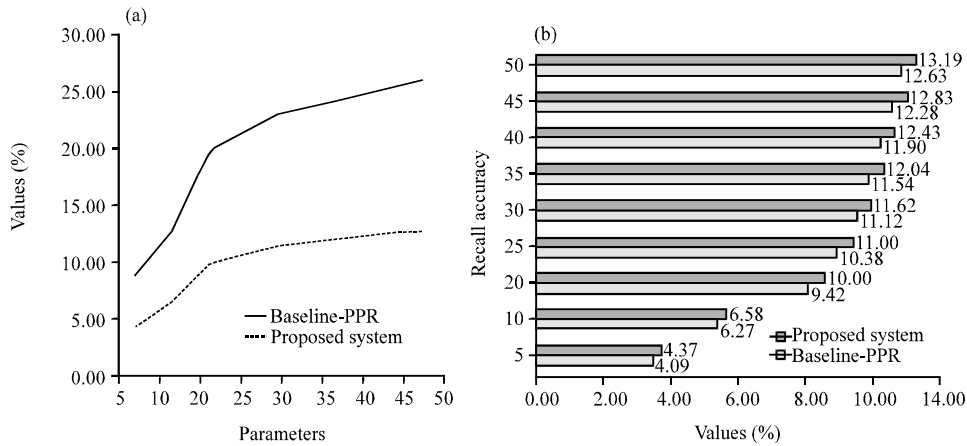 (a)
30.00
25.00
20.00
15.00
10.00
5.00
0.00
Values (%)
Baseline-PPR
Proposed system
5 10 15 20 25 30 35 40 45 50
Parameters
(b)
Recall accuracy
50
13.19
12.63
45
12.83
12.28
40
12.43
11.90
35
12.04
11.54
30
11.62
11.12
25
11.00
10.38
20
10.00
9.42
10
6.58
6.27
5
4.37
4.09
Proposed system
Baseline-PPR
0.00 2.00 4.00 6.00 8.00 10.00 12.00 14.00
Values (%)